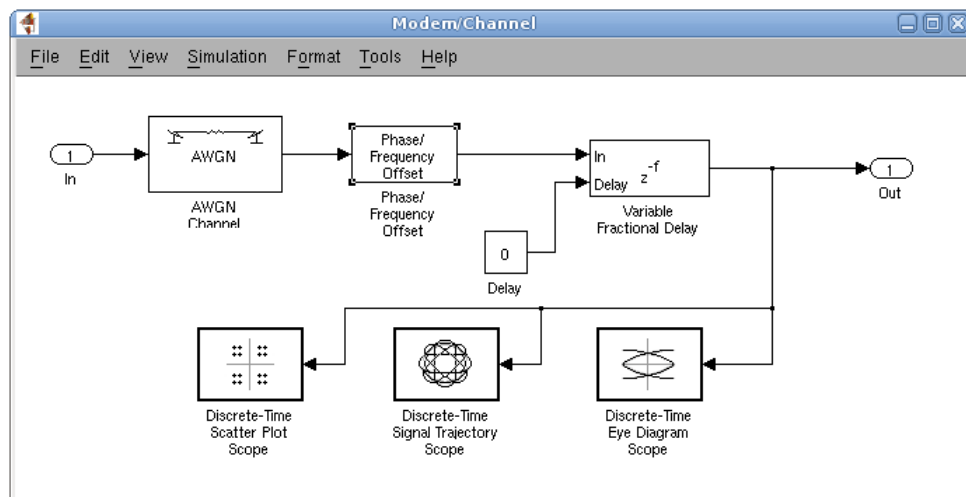 Modem/Channel
File Edit View Simulation Format Tools Help
1
In
AWGN
AWGN
Channel
Phase/
Frequency
Offset
Phase/
Frequency
Offset
In
Delay
z-f
Variable
Fractional Delay
1
Out
0
Delay
Discrete-Time
Scatter Plot
Scope
Discrete-Time
Signal Trajectory
Scope
Discrete-Time
Eye Diagram
Scope